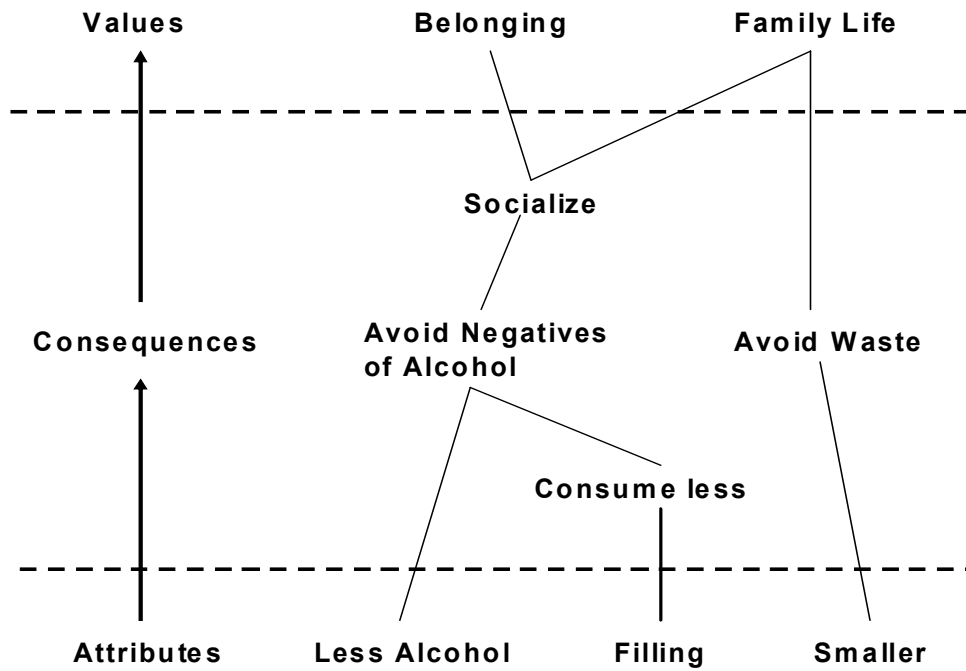 Values Belonging Family Life
Socialize
Consequences Avoid Negatives
of Alcohol Avoid Waste
Consume less
Attributes Less Alcohol Filling Smaller